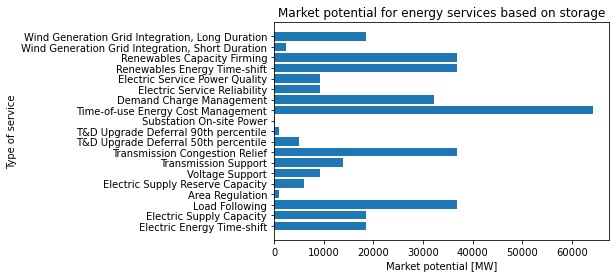 Market potential for energy services based on storage
Wind Generation Grid Integration, Long Duration
Wind Generation Grid Integration, Short Duration
Renewables Capacity Firming
Renewables Energy Time-shift
Electric Service Power Quality
Electric Service Reliability
Demand Charge Management
Time-of-use Energy Cost Management
Substation On-site Power
T&D Upgrade Deferral 90th percentile
T&D Upgrade Deferral 50th percentile
Transmission Congestion Relief
Transmission Support
Voltage Support
Electric Supply Reserve Capacity
Area Regulation
Load Following
Electric Supply Capacity
Electric Energy Time-shift
Type of service
0 10000 20000 30000 40000 50000 60000
Market potential [MW]